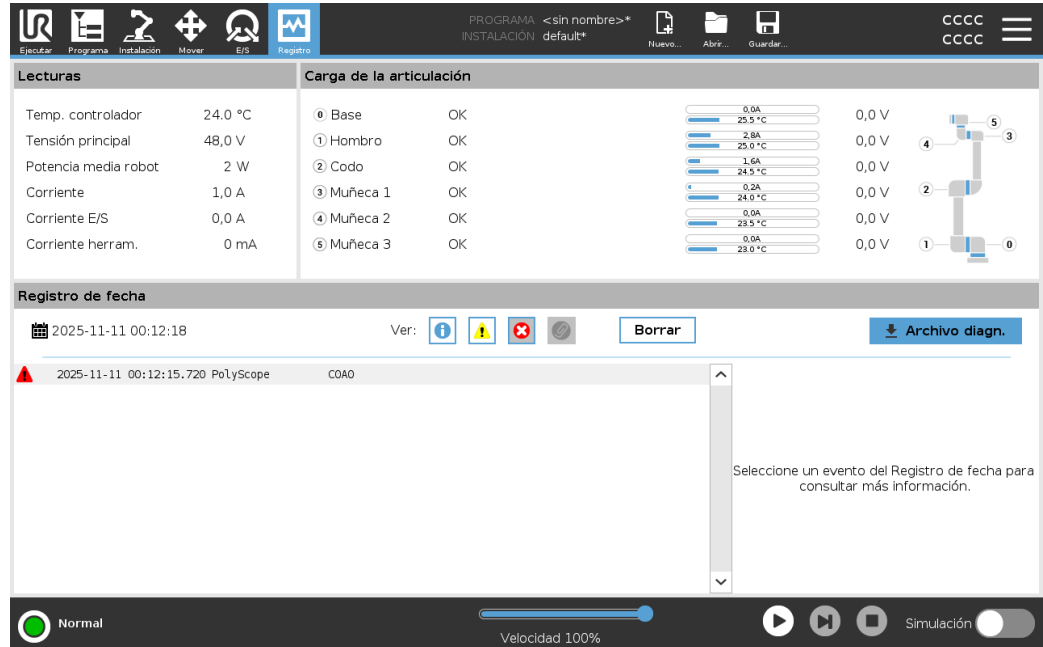 PROGRAMA <sin nombre>*
INSTALACIÓN default*
CCCC
CCCC
Ejecutar Programa Instalación Mover E/S Registro Nuevo... Abrir... Guardar...
Lecturas
Temp. controlador 24.0 °C
Tensión principal 48,0 V
Potencia media robot 2 W
Corriente 1,0 A
Corriente E/S 0,0 A
Corriente herram. 0 mA
Carga de la articulación
0 Base OK 0,0A 25.5 °C 0,0 V
1 Hombro OK 2,8A 25.0 °C 0,0 V
2 Codo OK 1,6A 24.5 °C 0,0 V
3 Muñeca 1 OK 0,2A 24.0 °C 0,0 V
4 Muñeca 2 OK 0,0A 23.5 °C 0,0 V
5 Muñeca 3 OK 0,0A 23.0 °C 0,0 V
5
3
4
2
1 0
Registro de fecha
2025-11-11 00:12:18 Ver: Borrar Archivo diagn.
2025-11-11 00:12:15.720 PolyScope C0A0
Seleccione un evento del Registro de fecha para
consultar más información.
Normal
Velocidad 100%
Simulación